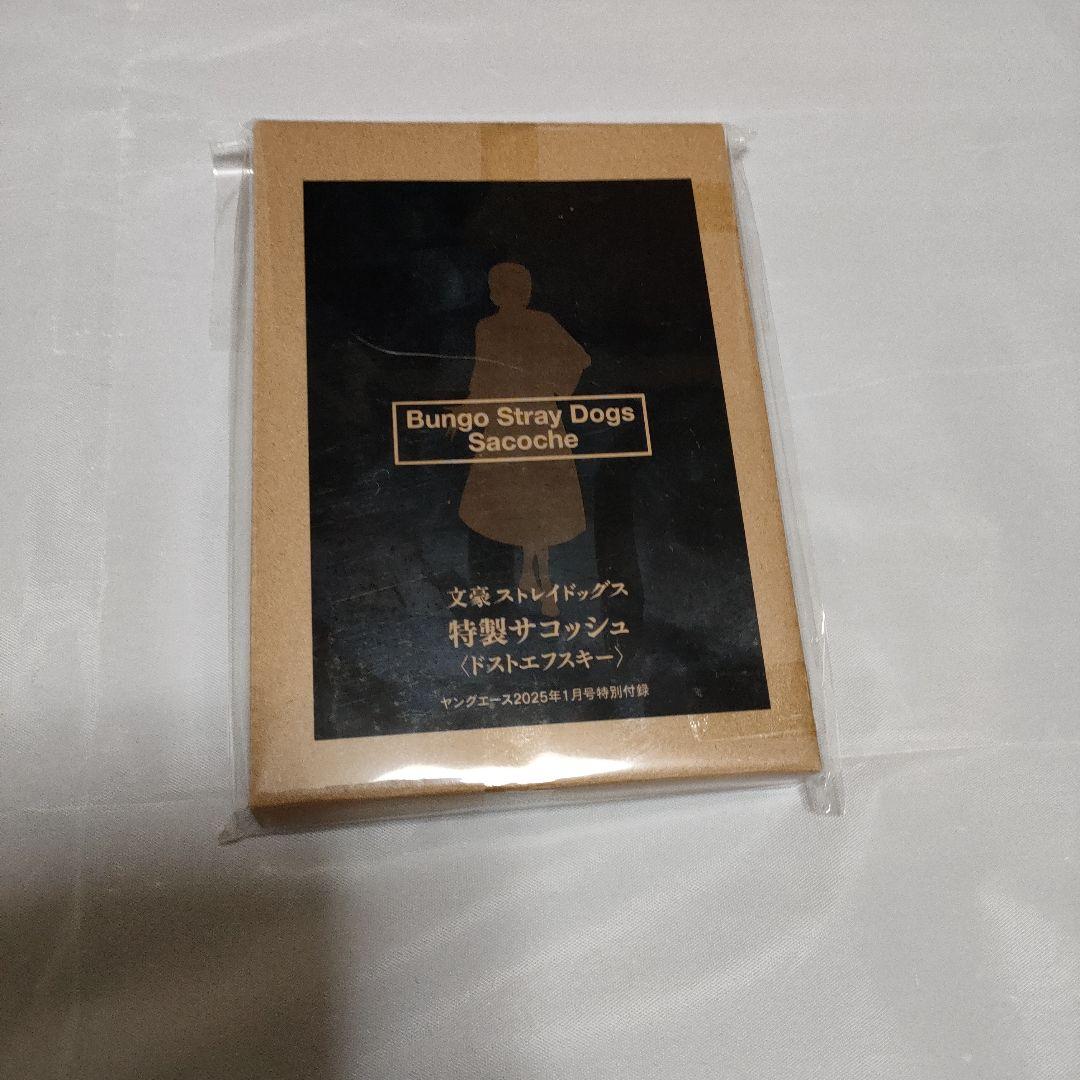 Bungo Stray Dogs
Sacoche
文豪ストレイドッグス
特製サコッシュ
〈ドストエフスキー〉
ヤングエース2025年1月号特別付録